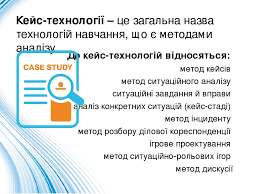 Кейс-технології – це загальна назва
технологій навчання, що є методами
аналізу
До кейс-технологій відносяться:
CASE STUDY
метод кейсів
метод ситуаційного аналізу
ситуаційні завдання й вправи
аналіз конкретних ситуацій (кейс-стаді)
метод інциденту
метод розбору ділової кореспонденції
ігрове проектування
метод ситуаційно-рольових ігор
метод дискусії